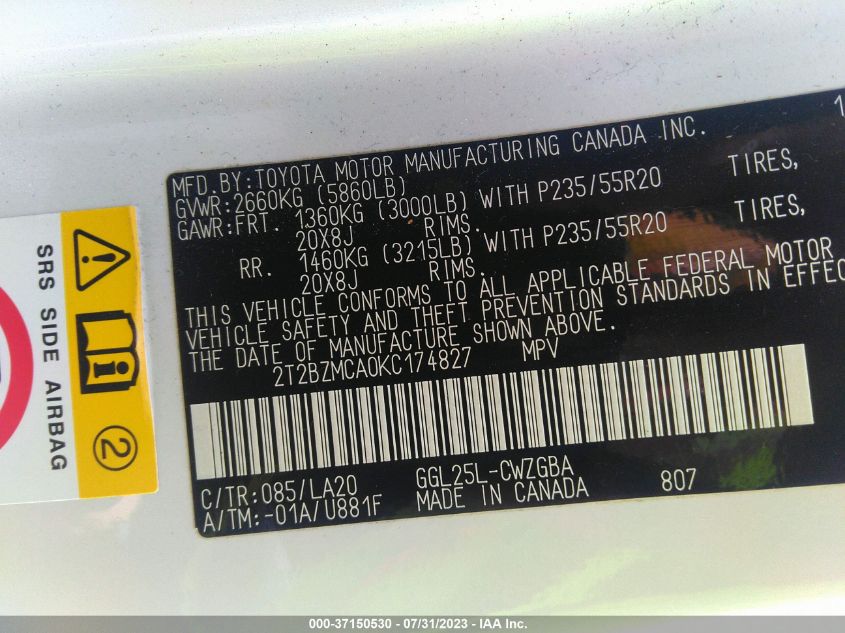 1
MFD.BY:TOYOTA MOTOR MANUFACTURING CANADA INC.
GVWR:2660KG (5860LB)
GAWR:FRT. 1360KG (3000LB) WITH P235/55R20 TIRES,
20X8J RIMS.
RR. 1460KG (3215LB) WITH P235/55R20 TIRES,
20X8J RIMS.
THIS VEHICLE CONFORMS TO ALL APPLICABLE FEDERAL MOTOR
VEHICLE SAFETY AND THEFT PREVENTION STANDARDS IN EFFEC
THE DATE OF MANUFACTURE SHOWN ABOVE.
2T2BZMCA0KC174827 MPV
C/TR:085/LA20 GGL25L-CWZGBA 807
A/TM:-01A/U881F MADE IN CANADA
SRS SIDE AIRBAG
2
000-37150530 - 07/31/2023 - IAA Inc.